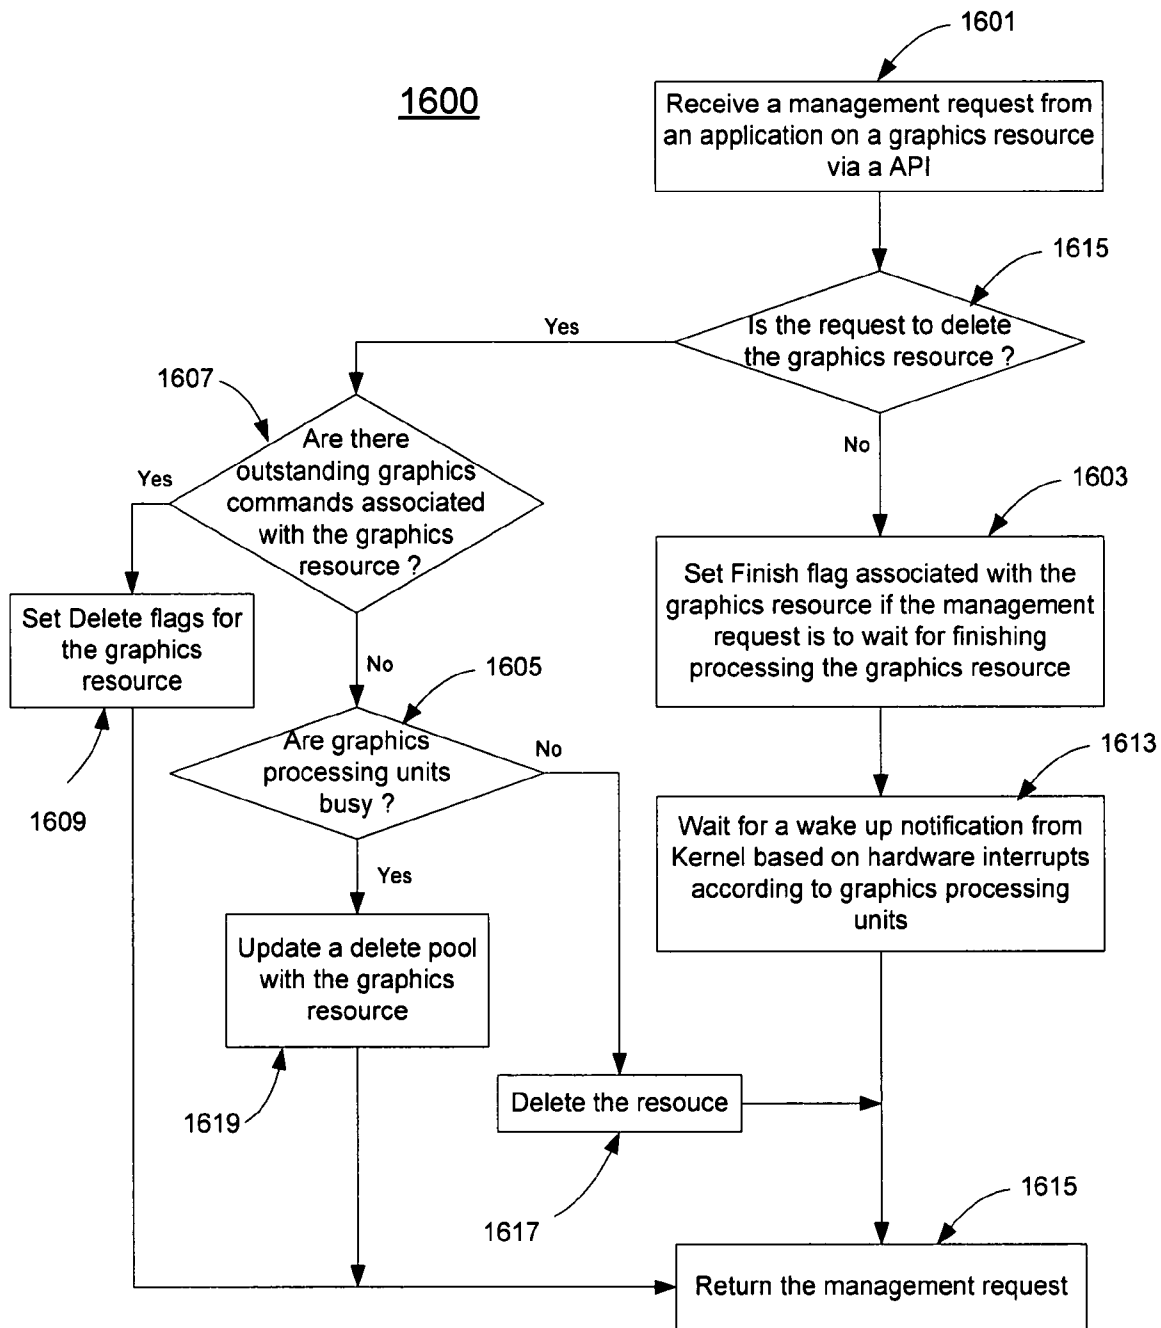 1601
1600
Receive a management request from
an application on a graphics resource
via a API
1615
Is the request to delete
the graphics resource ?
Yes
No
1607
Are there
outstanding graphics
commands associated
with the graphics
resource ?
Yes
No
1603
Set Finish flag associated with the
graphics resource if the management
request is to wait for finishing
processing the graphics resource
Set Delete flags for
the graphics
resource
1609
1605
Are graphics
processing units
busy ?
No
Yes
1613
Wait for a wake up notification from
Kernel based on hardware interrupts
according to graphics processing
units
Update a delete pool
with the graphics
resource
1619
Delete the resouce
1617
1615
Return the management request